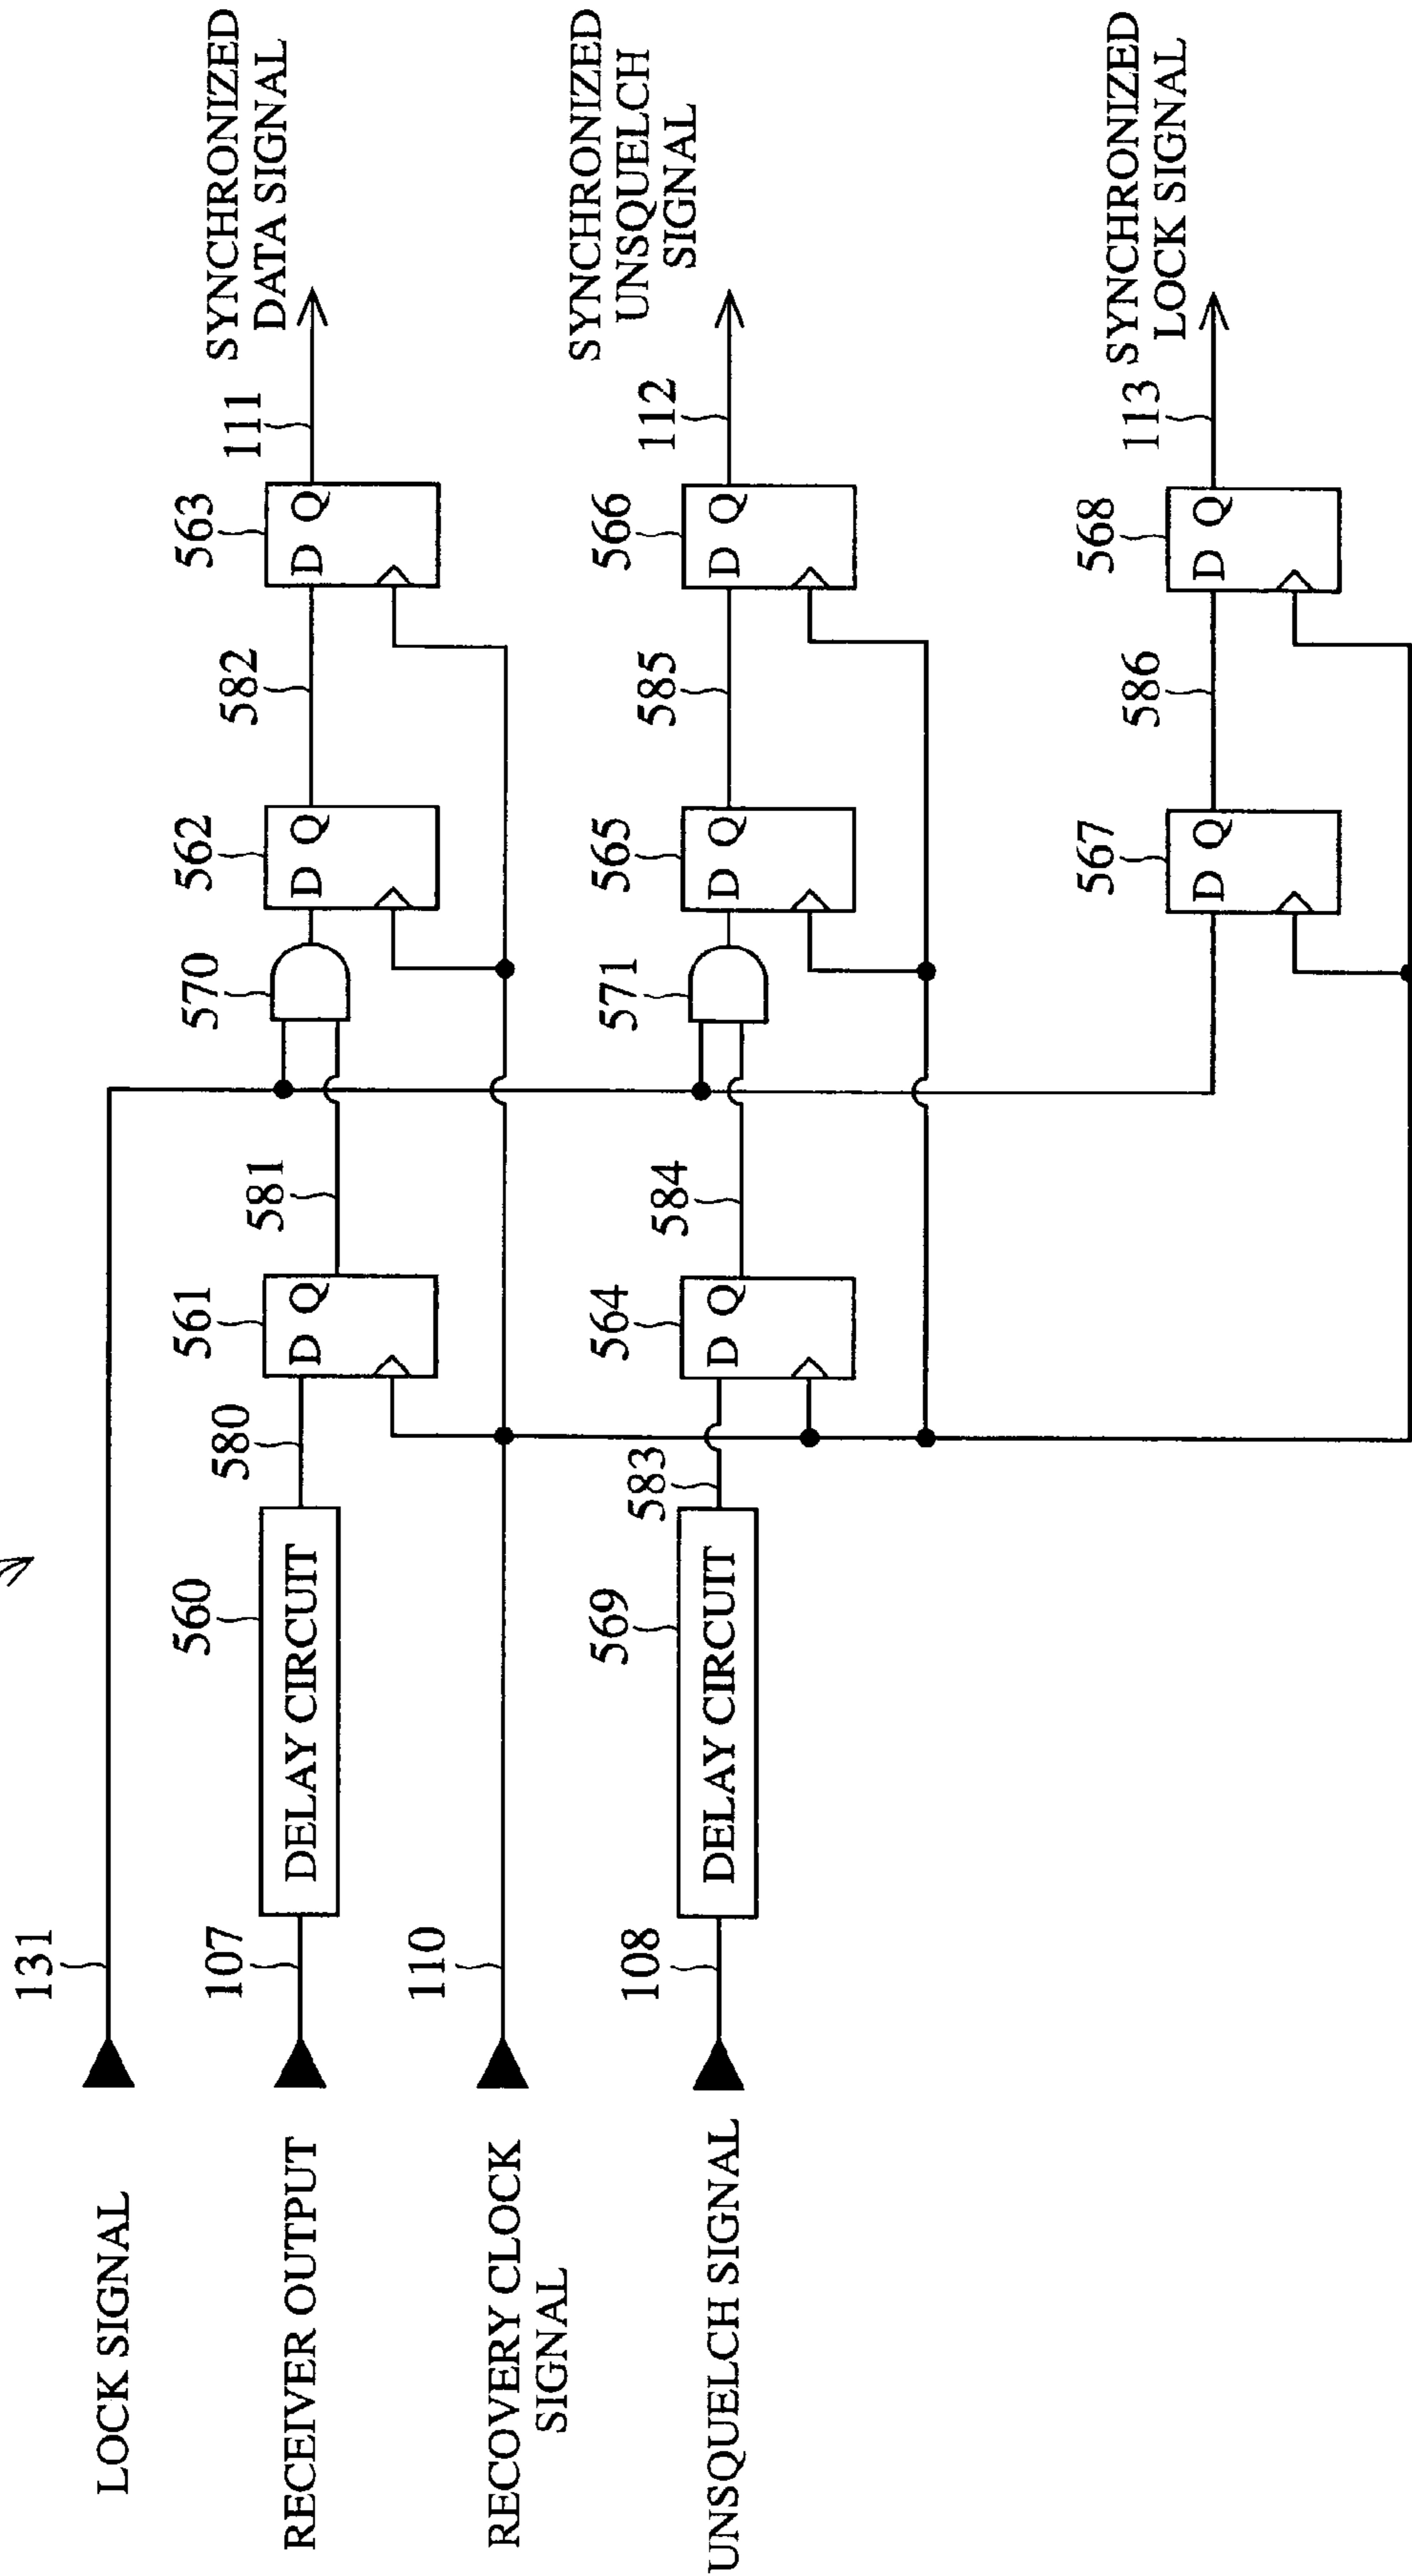 LOCK SIGNAL
131
RECEIVER OUTPUT
107
560
DELAY CIRCUIT
580
561
D Q
581
570
562
D Q
582
563
D Q
111
SYNCHRONIZED
DATA SIGNAL
RECOVERY CLOCK
SIGNAL
110
UNSQUELCH SIGNAL
108
569
DELAY CIRCUIT
583
564
D Q
584
571
565
D Q
585
566
D Q
112
SYNCHRONIZED
UNSQUELCH
SIGNAL
567
D Q
586
568
D Q
113
SYNCHRONIZED
LOCK SIGNAL